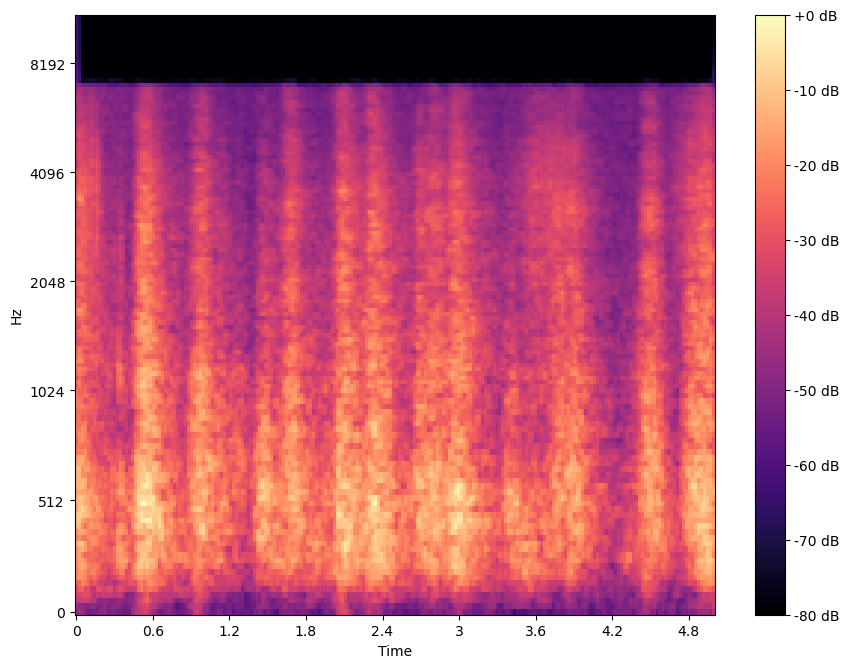 +0 dB
8192
-10 dB
4096
-20 dB
-30 dB
2048
Hz
-40 dB
1024
-50 dB
512
-60 dB
-70 dB
0
-80 dB
0 0.6 1.2 1.8 2.4 3 3.6 4.2 4.8
Time